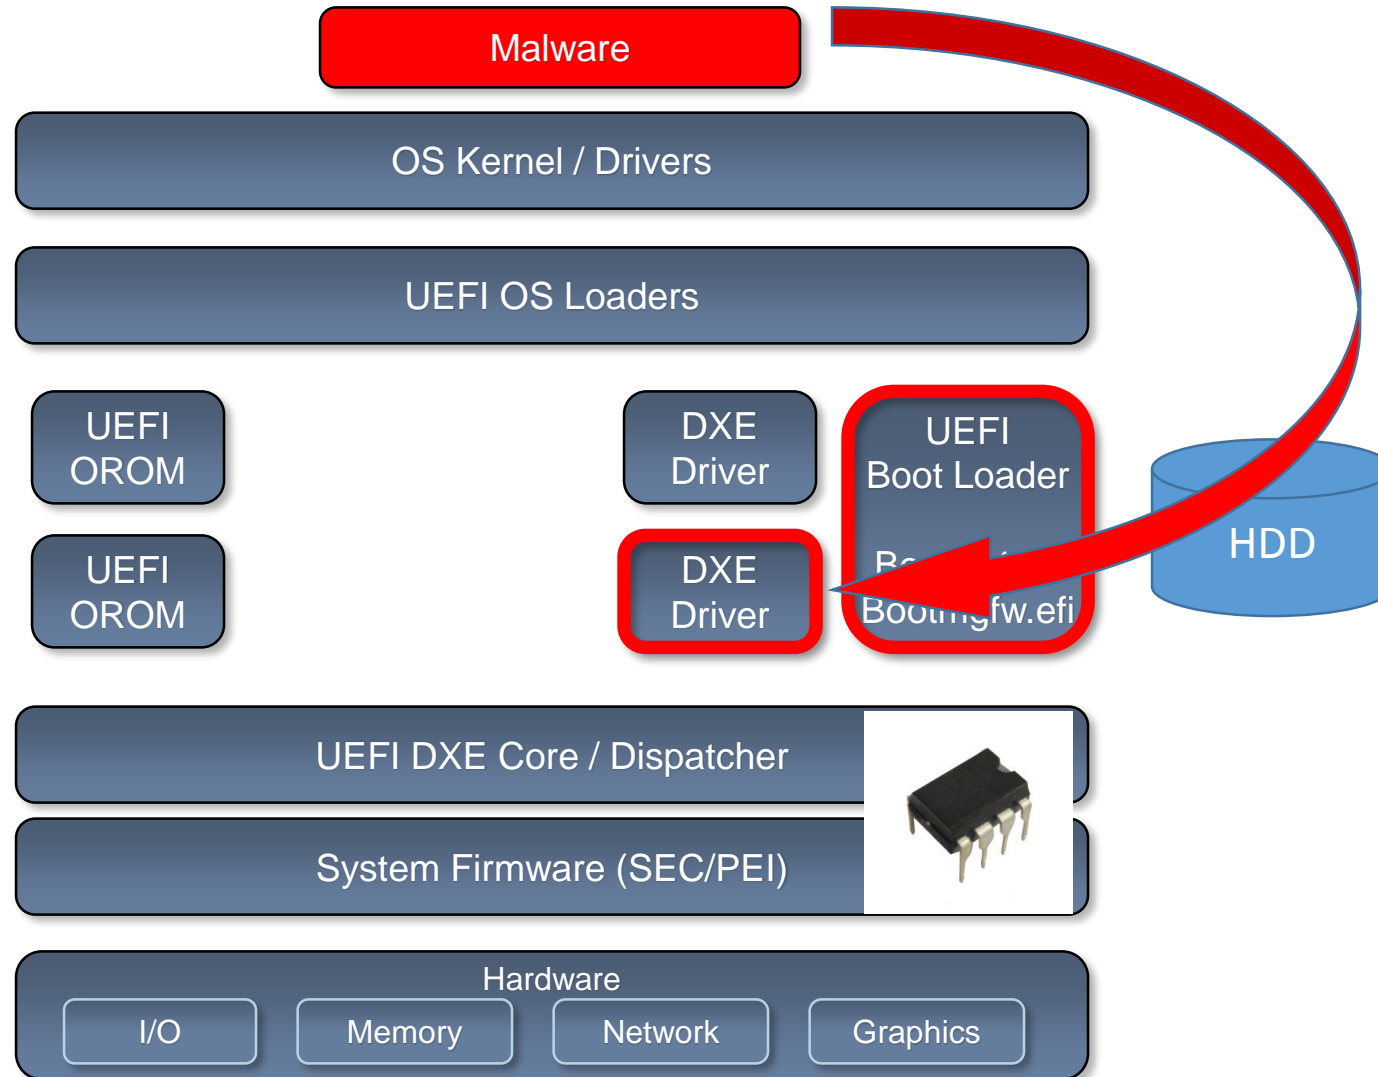 Malware
OS Kernel / Drivers
UEFI OS Loaders
UEFI
OROM
DXE
Driver
UEFI
Boot Loader
UEFI
OROM
DXE
Driver
Bootmgfw.efi
HDD
UEFI DXE Core / Dispatcher
System Firmware (SEC/PEI)
Hardware
I/O
Memory
Network
Graphics